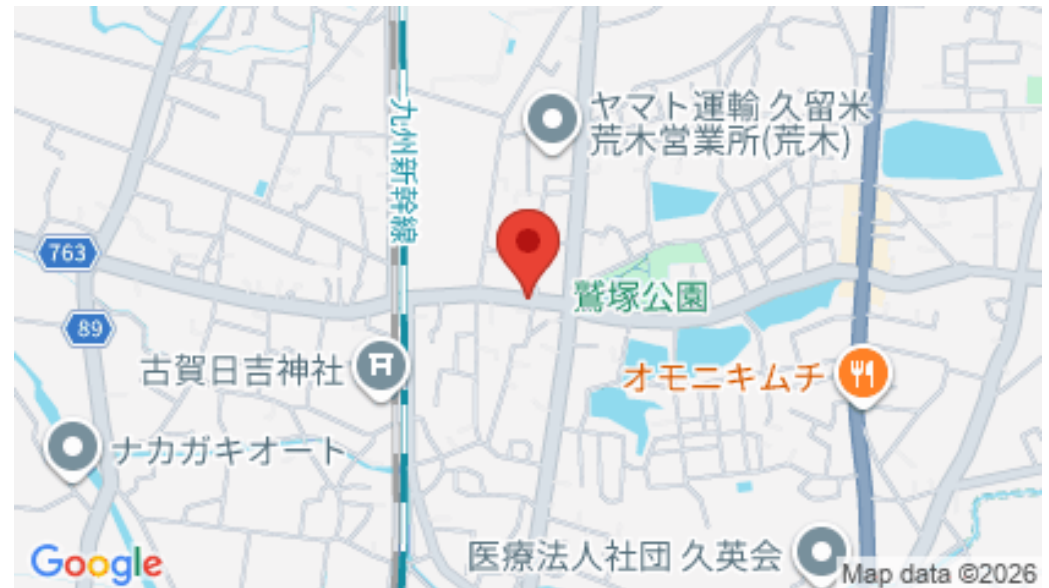 ヤマト運輸 久留米
荒木営業所(荒木)
九州新幹線
763
鷲塚公園
89
古賀日吉神社
オモニキムチ
ナカガキオート
医療法人社団 久英会
Google
Map data ©2026